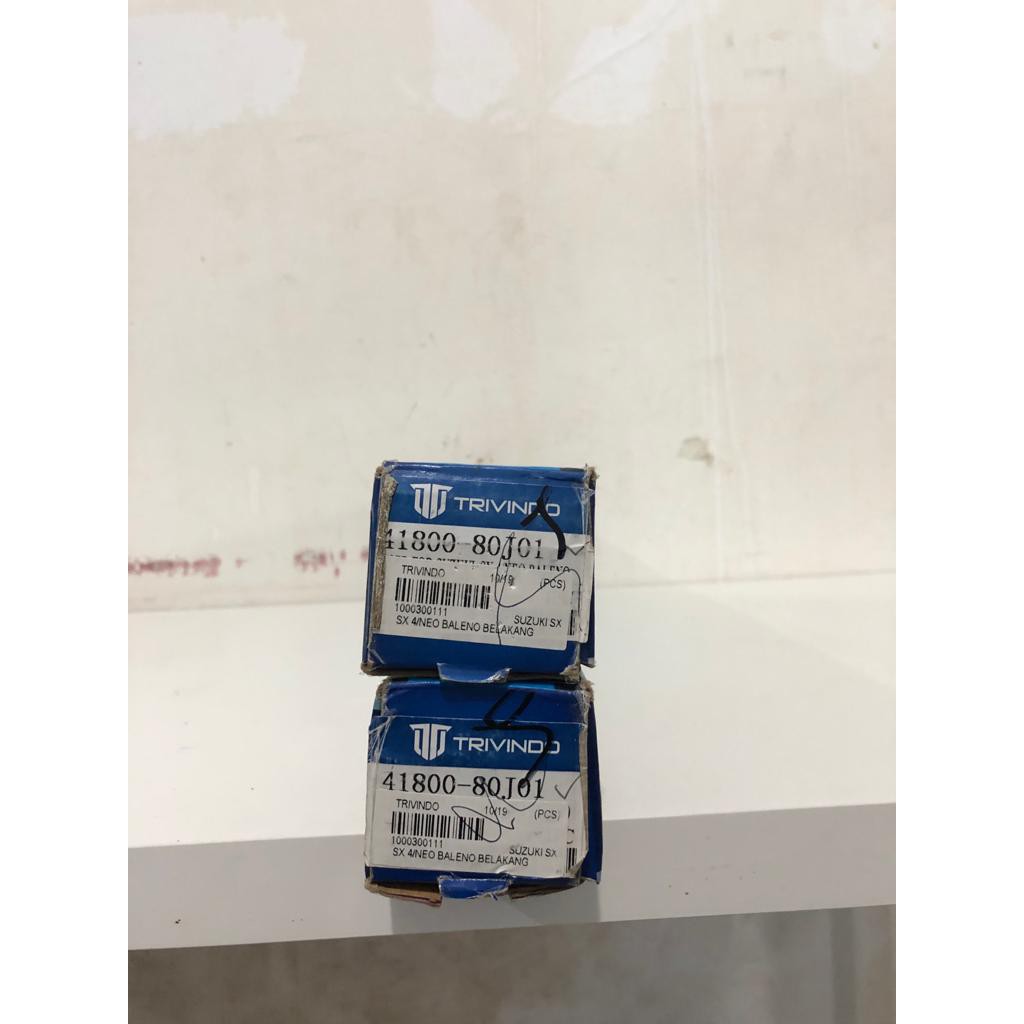 TRIVINDO
41800-80J01
TRIVINDO 10/19 (PCS)
1000300111 SUZUKI SX
SX 4/NEO BALENO BELAKANG
TRIVINDO
41800-80J01
TRIVINDO 10/19 (PCS)
1000300111 SUZUKI SX
SX 4/NEO BALENO BELAKANG